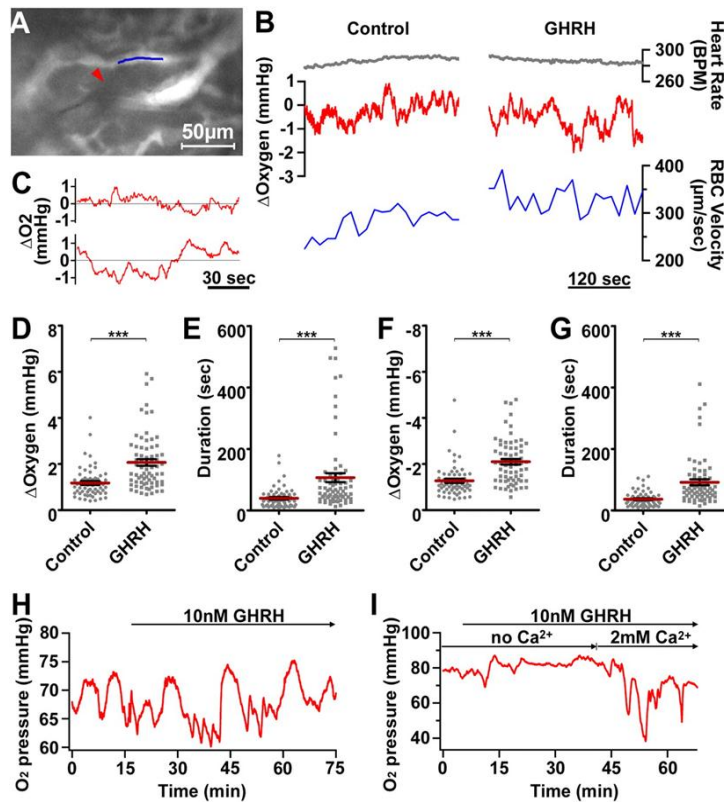 A
50μm
B
Control
GHRH
Heart Rate
(BPM)
300
260
ΔOxygen (mmHg)
1
0
-1
-2
-3
RBC Velocity
(μm/sec)
400
300
200
120 sec
C
ΔO2
(mmHg)
1
0
-1
1
0
-1
30 sec
D
ΔOxygen (mmHg)
8
6
4
2
0
***
Control
GHRH
E
Duration (sec)
600
400
200
0
***
Control
GHRH
F
ΔOxygen (mmHg)
-8
-6
-4
-2
0
***
Control
GHRH
G
Duration (sec)
600
400
200
0
***
Control
GHRH
H
10nM GHRH
O₂ pressure (mmHg)
80
75
70
65
60
0
15
30
45
60
75
Time (min)
I
10nM GHRH
no Ca²⁺
2mM Ca²⁺
O₂ pressure (mmHg)
100
80
60
40
0
15
30
45
60
Time (min)